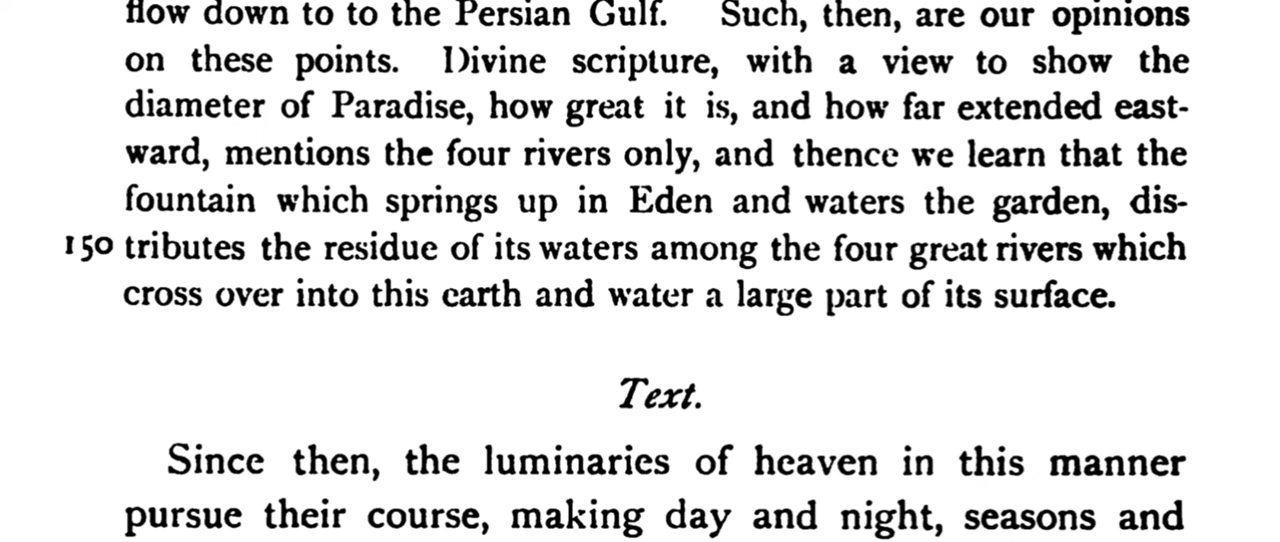 flow down to to the Persian Gulf. Such, then, are our opinions
on these points. Divine scripture, with a view to show the
diameter of Paradise, how great it is, and how far extended east-
ward, mentions the four rivers only, and thence we learn that the
fountain which springs up in Eden and waters the garden, dis-
150 tributes the residue of its waters among the four great rivers which
cross over into this earth and water a large part of its surface.
Text.
Since then, the luminaries of heaven in this manner
pursue their course, making day and night, seasons and